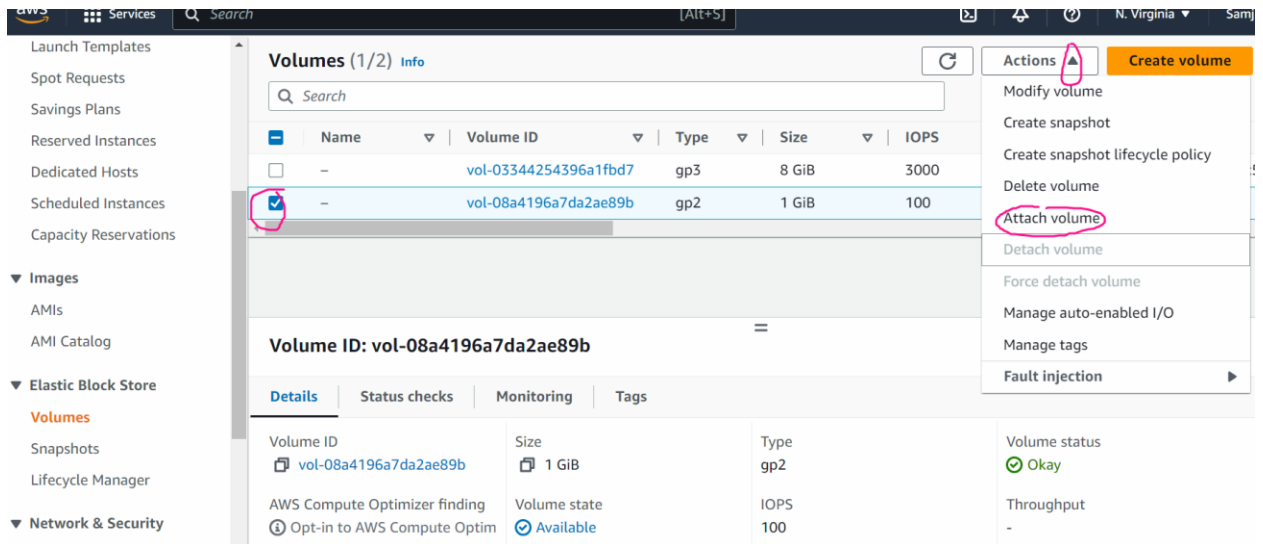 aws Services Search [Alt+S] N. Virginia ▼ Samj
Launch Templates
Spot Requests
Savings Plans
Reserved Instances
Dedicated Hosts
Scheduled Instances
Capacity Reservations
▼ Images
AMIs
AMI Catalog
▼ Elastic Block Store
Volumes
Snapshots
Lifecycle Manager
▼ Network & Security
Volumes (1/2) Info
Actions ▲ Create volume
Search
Name Volume ID Type Size IOPS
– vol-03344254396a1fbd7 gp3 8 GiB 3000
– vol-08a4196a7da2ae89b gp2 1 GiB 100
Modify volume
Create snapshot
Create snapshot lifecycle policy
Delete volume
Attach volume
Detach volume
Force detach volume
Manage auto-enabled I/O
Manage tags
Fault injection
Volume ID: vol-08a4196a7da2ae89b
Details Status checks Monitoring Tags
Volume ID Size Type Volume status
vol-08a4196a7da2ae89b 1 GiB gp2 Okay
AWS Compute Optimizer finding Volume state IOPS Throughput
Opt-in to AWS Compute Optim Available 100 -